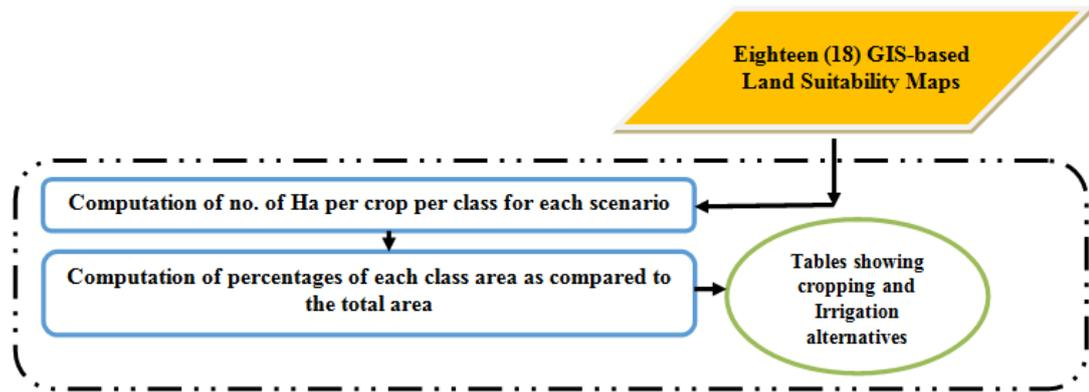 Eighteen (18) GIS-based
Land Suitability Maps
Computation of no. of Ha per crop per class for each scenario
Computation of percentages of each class area as compared to
the total area
Tables showing
cropping and
Irrigation
alternatives